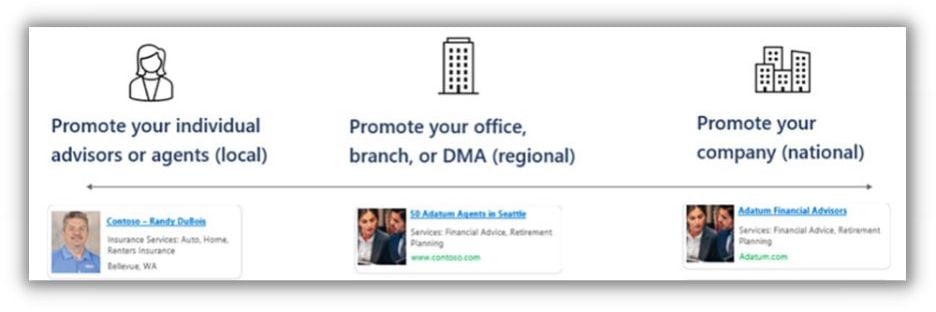 Promote your individual
advisors or agents (local)
Promote your office,
branch, or DMA (regional)
Promote your
company (national)
Contoso – Randy DuBois
Insurance Services: Auto, Home,
Renters Insurance
Bellevue, WA
50 Adatum Agents in Seattle
Services: Financial Advice, Retirement
Planning
www.contoso.com
Adatum Financial Advisors
Services: Financial Advice, Retirement
Planning
Adatum.com